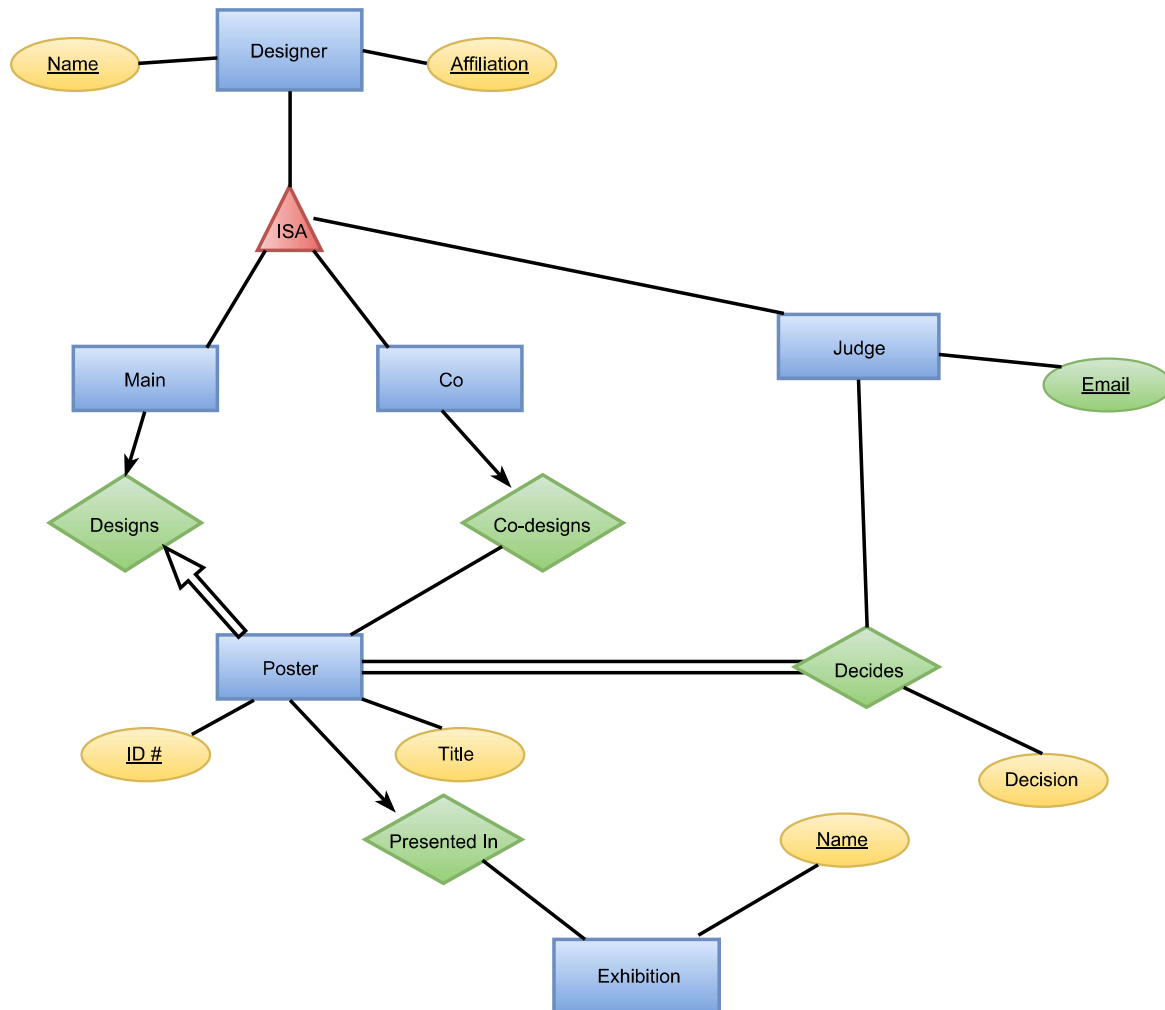 Designer
Name
Affiliation
ISA
Judge
Main
Co
Email
Designs
Co-designs
Poster
Decides
ID #
Title
Decision
Presented In
Name
Exhibition